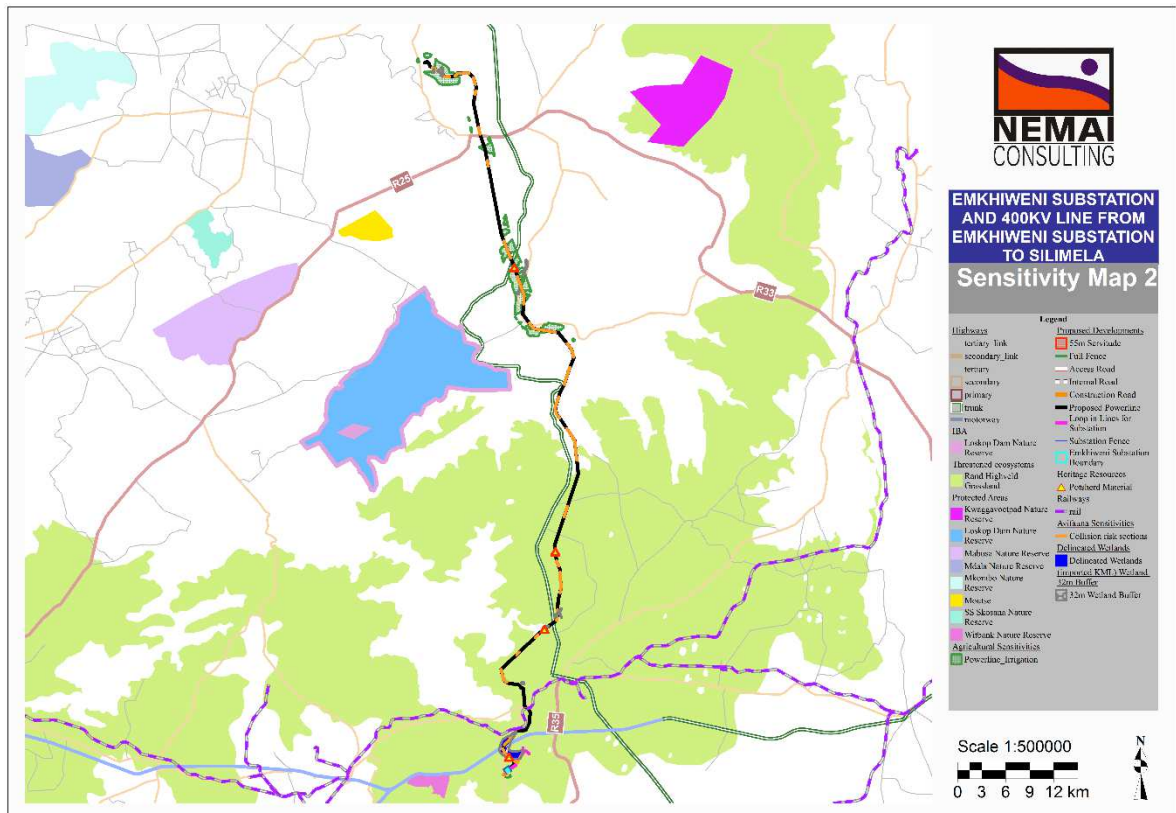 NEMAI
CONSULTING
EMKHIWENI SUBSTATION
AND 400KV LINE FROM
EMKHIWENI SUBSTATION
TO SILIMELA
Sensitivity Map 2
Legend
Highways
tertiary_link
secondary_link
tertiary
secondary
primary
trunk
motorway
IBA
Loskop Dam Nature
Reserve
Threatened ecosystems
Rand Highveld
Grassland
Protected Areas
Kwaggavoetpad Nature
Reserve
Loskop Dam Nature
Reserve
Mabusa Nature Reserve
Mdala Nature Reserve
Mkombo Nature
Reserve
Moutse
SS Skosana Nature
Reserve
Witbank Nature Reserve
Agricultural Sensitivities
Powerline_Irrigation
Proposed Developments
55m Servitude
Full Fence
Access Road
Internal Road
Construction Road
Proposed Powerline
Loop in Lines for
Substation
Substation Fence
Emkhiweni Substation
Boundary
Heritage Resources
Potsherd Material
Railways
rail
Avifauna Sensitivities
Collision risk sections
Delineated Wetlands
Delineated Wetlands
(imported KML) Wetland
32m Buffer
32m Wetland Buffer
R25
R33
R35
Scale 1:500000
0 3 6 9 12 km
N